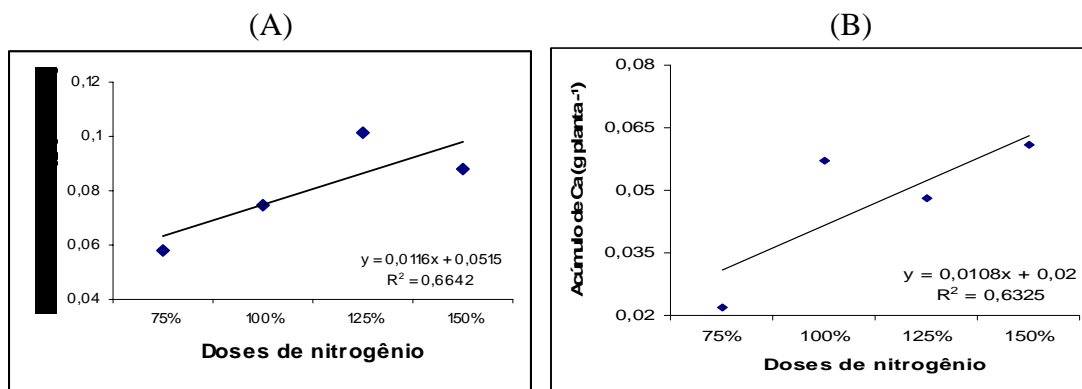 (A)
(B)
0,12
0,1
0,08
0,06
0,04
y = 0,0116x + 0,0515
R² = 0,6642
75% 100% 125% 150%
Doses de nitrogênio
Acúmulo de Ca (g planta-¹)
0,08
0,065
0,05
0,035
0,02
y = 0,0108x + 0,02
R² = 0,6325
75% 100% 125% 150%
Doses de nitrogênio